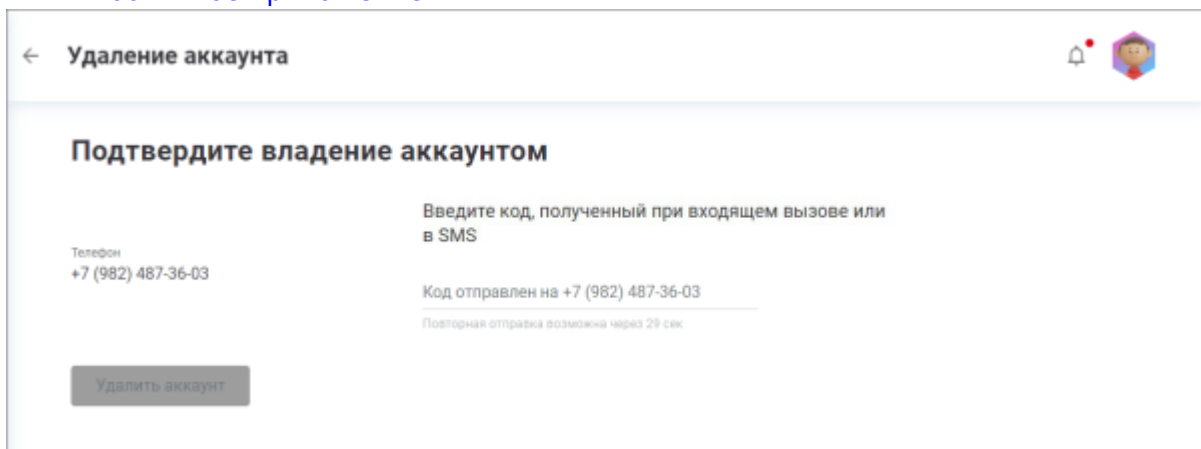 Удаление аккаунта
Подтвердите владение аккаунтом
Введите код, полученный при входящем вызове или
в SMS
Телефон
+7 (982) 487-36-03
Код отправлен на +7 (982) 487-36-03
Повторная отправка возможна через 29 сек
Удалить аккаунт